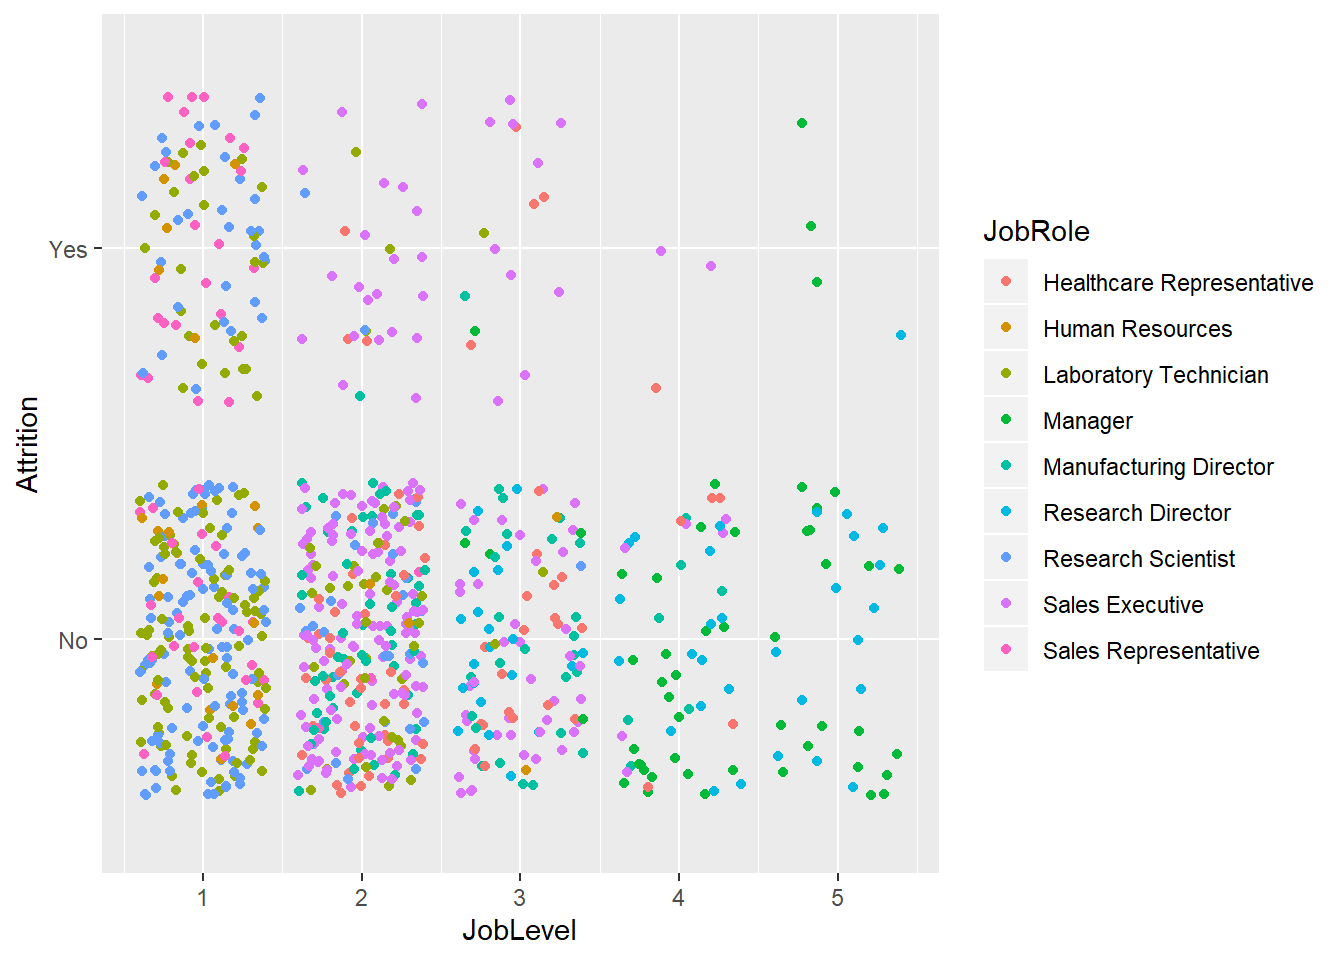 Yes
No
Attrition
1 2 3 4 5
JobLevel
JobRole
Healthcare Representative
Human Resources
Laboratory Technician
Manager
Manufacturing Director
Research Director
Research Scientist
Sales Executive
Sales Representative